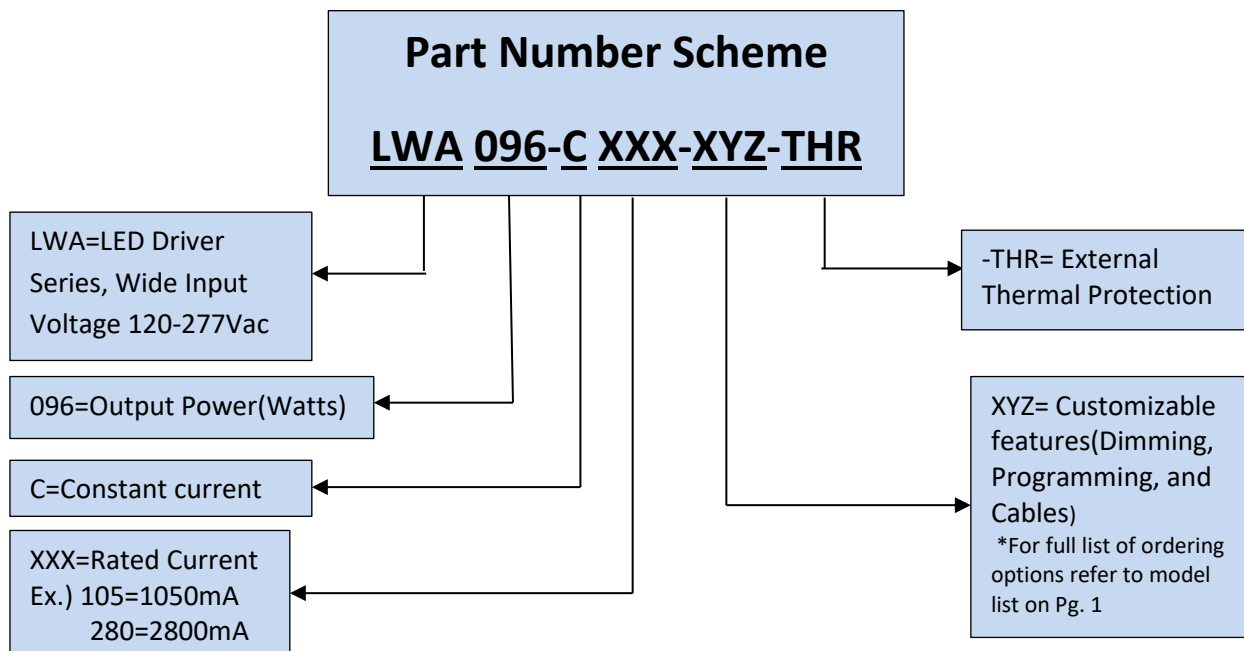 Part Number Scheme
LWA 096-C XXX-XYZ-THR
LWA=LED Driver
Series, Wide Input
Voltage 120-277Vac
096=Output Power(Watts)
C=Constant current
XXX=Rated Current
Ex.) 105=1050mA
280=2800mA
-THR= External
Thermal Protection
XYZ= Customizable
features(Dimming,
Programming, and
Cables)
*For full list of ordering
options refer to model
list on Pg. 1